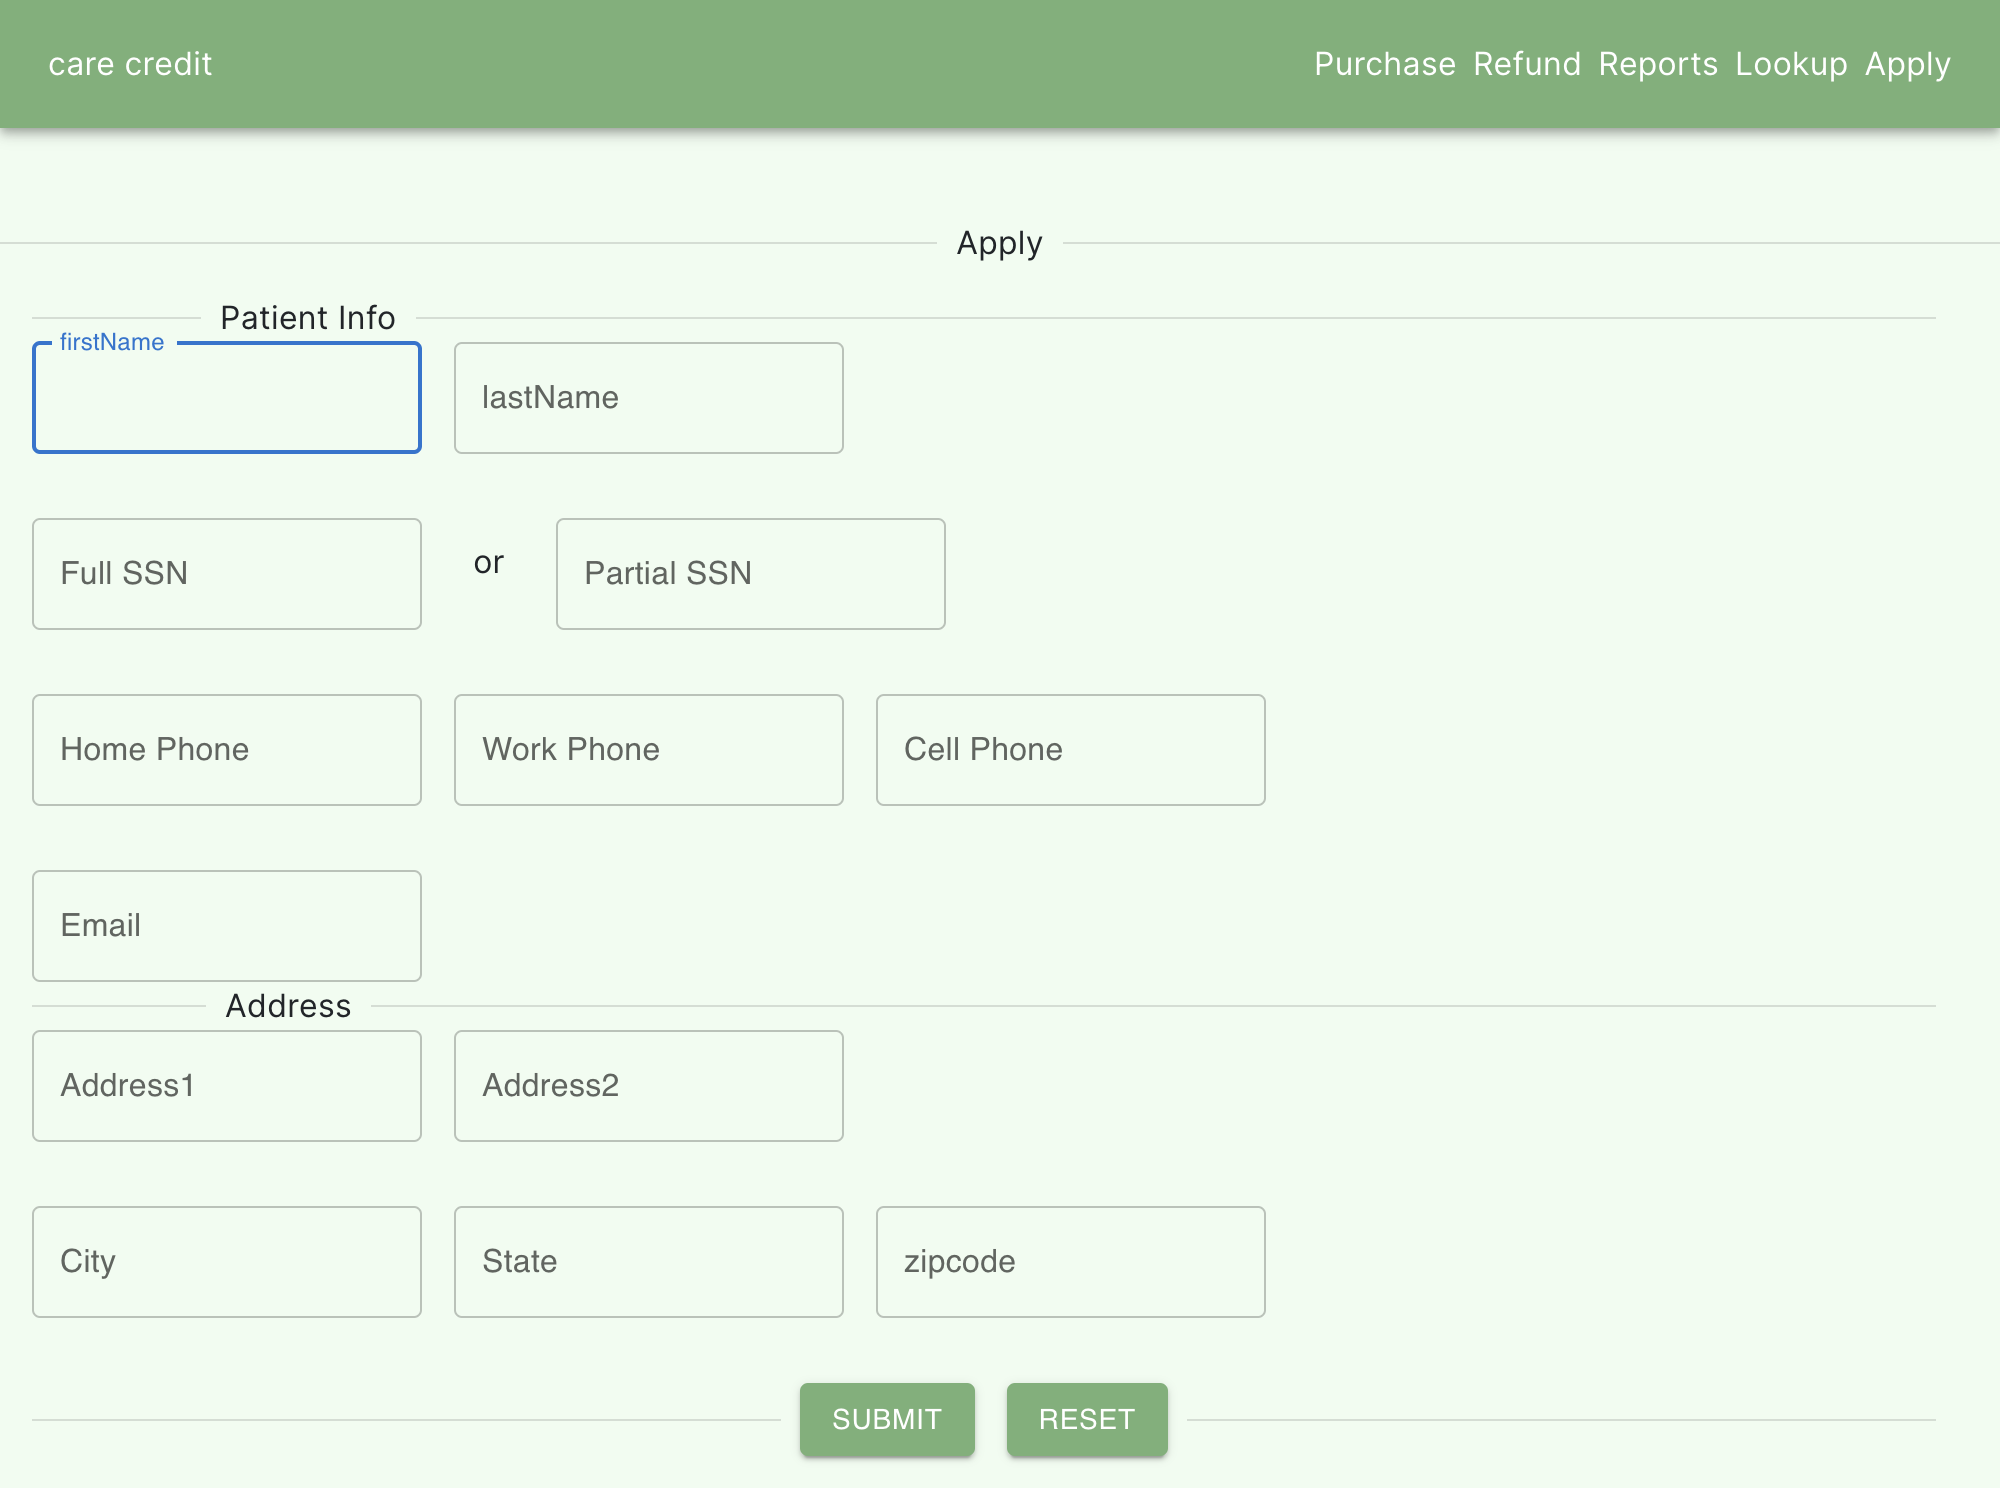 care credit Purchase Refund Reports Lookup Apply
Apply
Patient Info
firstName
lastName
Full SSN or Partial SSN
Home Phone Work Phone Cell Phone
Email
Address
Address1 Address2
City State zipcode
SUBMIT RESET